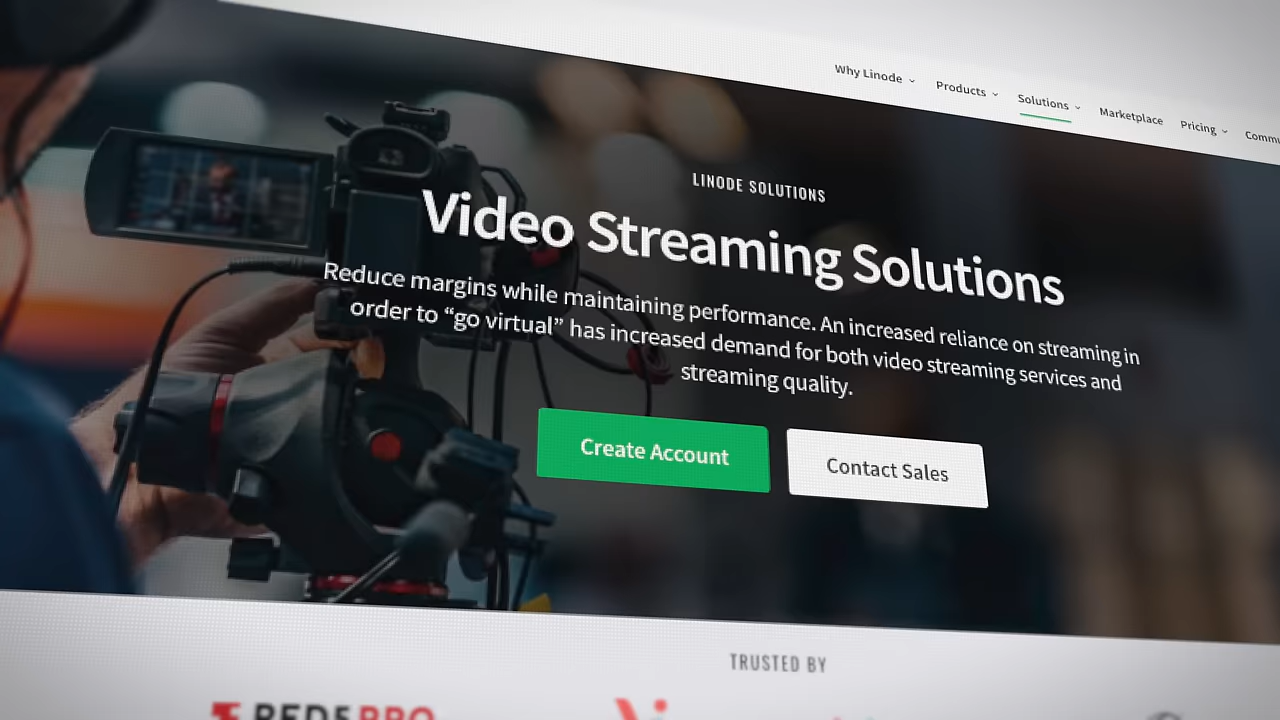 Why Linode
Products
Solutions
Marketplace
Pricing
LINODE SOLUTIONS
Video Streaming Solutions
Reduce margins while maintaining performance. An increased reliance on streaming in
order to “go virtual” has increased demand for both video streaming services and
streaming quality.
Create Account
Contact Sales
TRUSTED BY